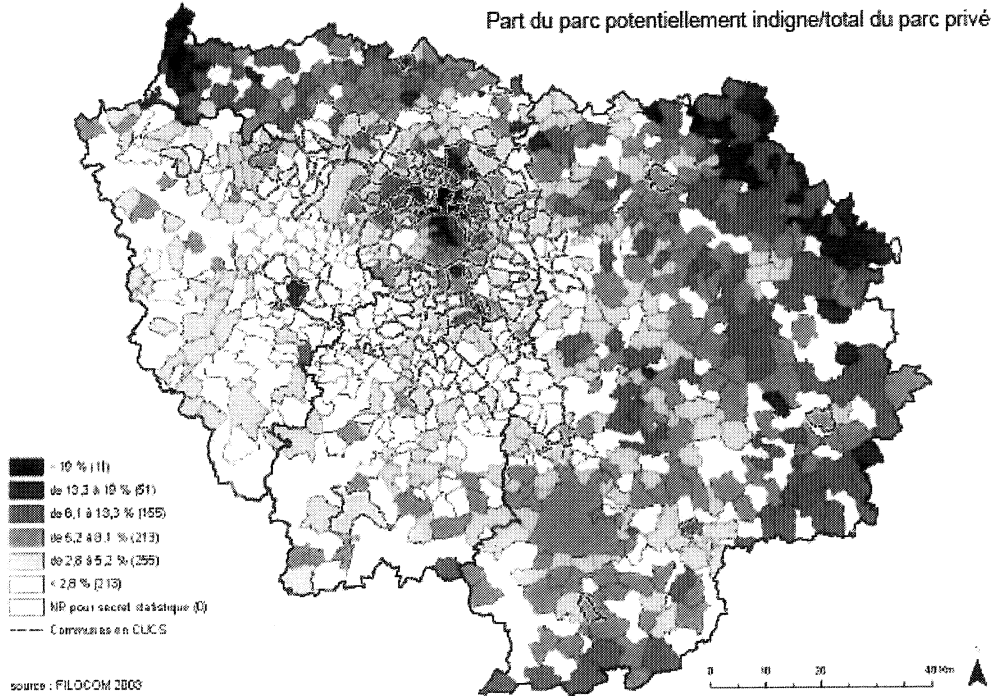 Part du parc potentiellement indigne/total du parc privé
19 % (11)
de 13,3 à 19 % (51)
de 8,1 à 13,3 % (155)
de 5,2 à 8,1 % (213)
de 2,8 à 5,2 % (255)
< 2,8 % (213)
NR pour secret statistique (0)
Communes en CUCS
source : FILOCOM 2003
0 10 20 40 Km